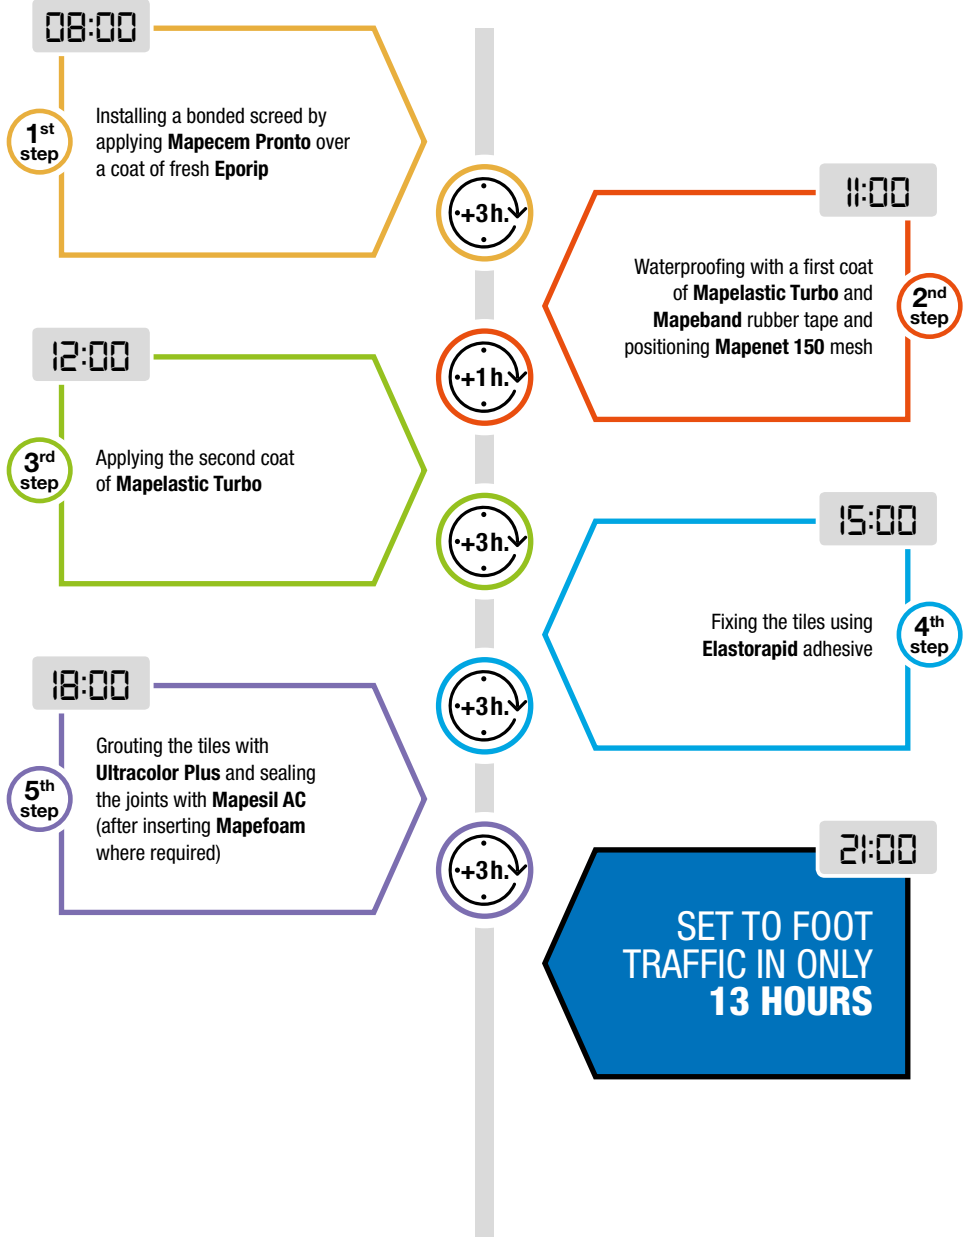 08:00
1st
step
Installing a bonded screed by
applying Mapecem Pronto over
a coat of fresh Eporip
+3h.
11:00
2nd
step
Waterproofing with a first coat
of Mapelastic Turbo and
Mapeband rubber tape and
positioning Mapenet 150 mesh
+1h.
12:00
3rd
step
Applying the second coat
of Mapelastic Turbo
+3h.
15:00
4th
step
Fixing the tiles using
Elastorapid adhesive
+3h.
18:00
5th
step
Grouting the tiles with
Ultracolor Plus and sealing
the joints with Mapesil AC
(after inserting Mapefoam
where required)
+3h.
21:00
SET TO FOOT
TRAFFIC IN ONLY
13 HOURS